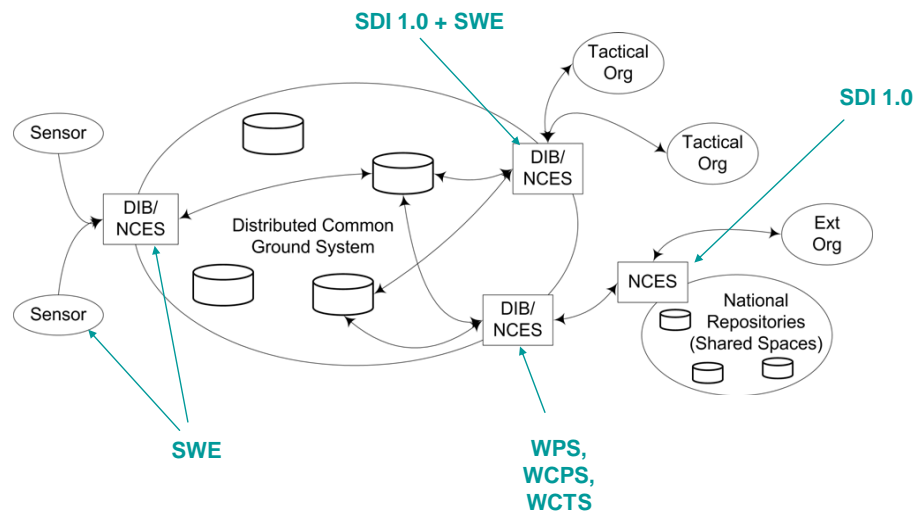 SDI 1.0 + SWE
Tactical
Org
SDI 1.0
Sensor
Tactical
Org
DIB/
NCES
DIB/
NCES
Distributed Common
Ground System
Ext
Org
NCES
Sensor
DIB/
NCES
National
Repositories
(Shared Spaces)
SWE
WPS,
WCPS,
WCTS